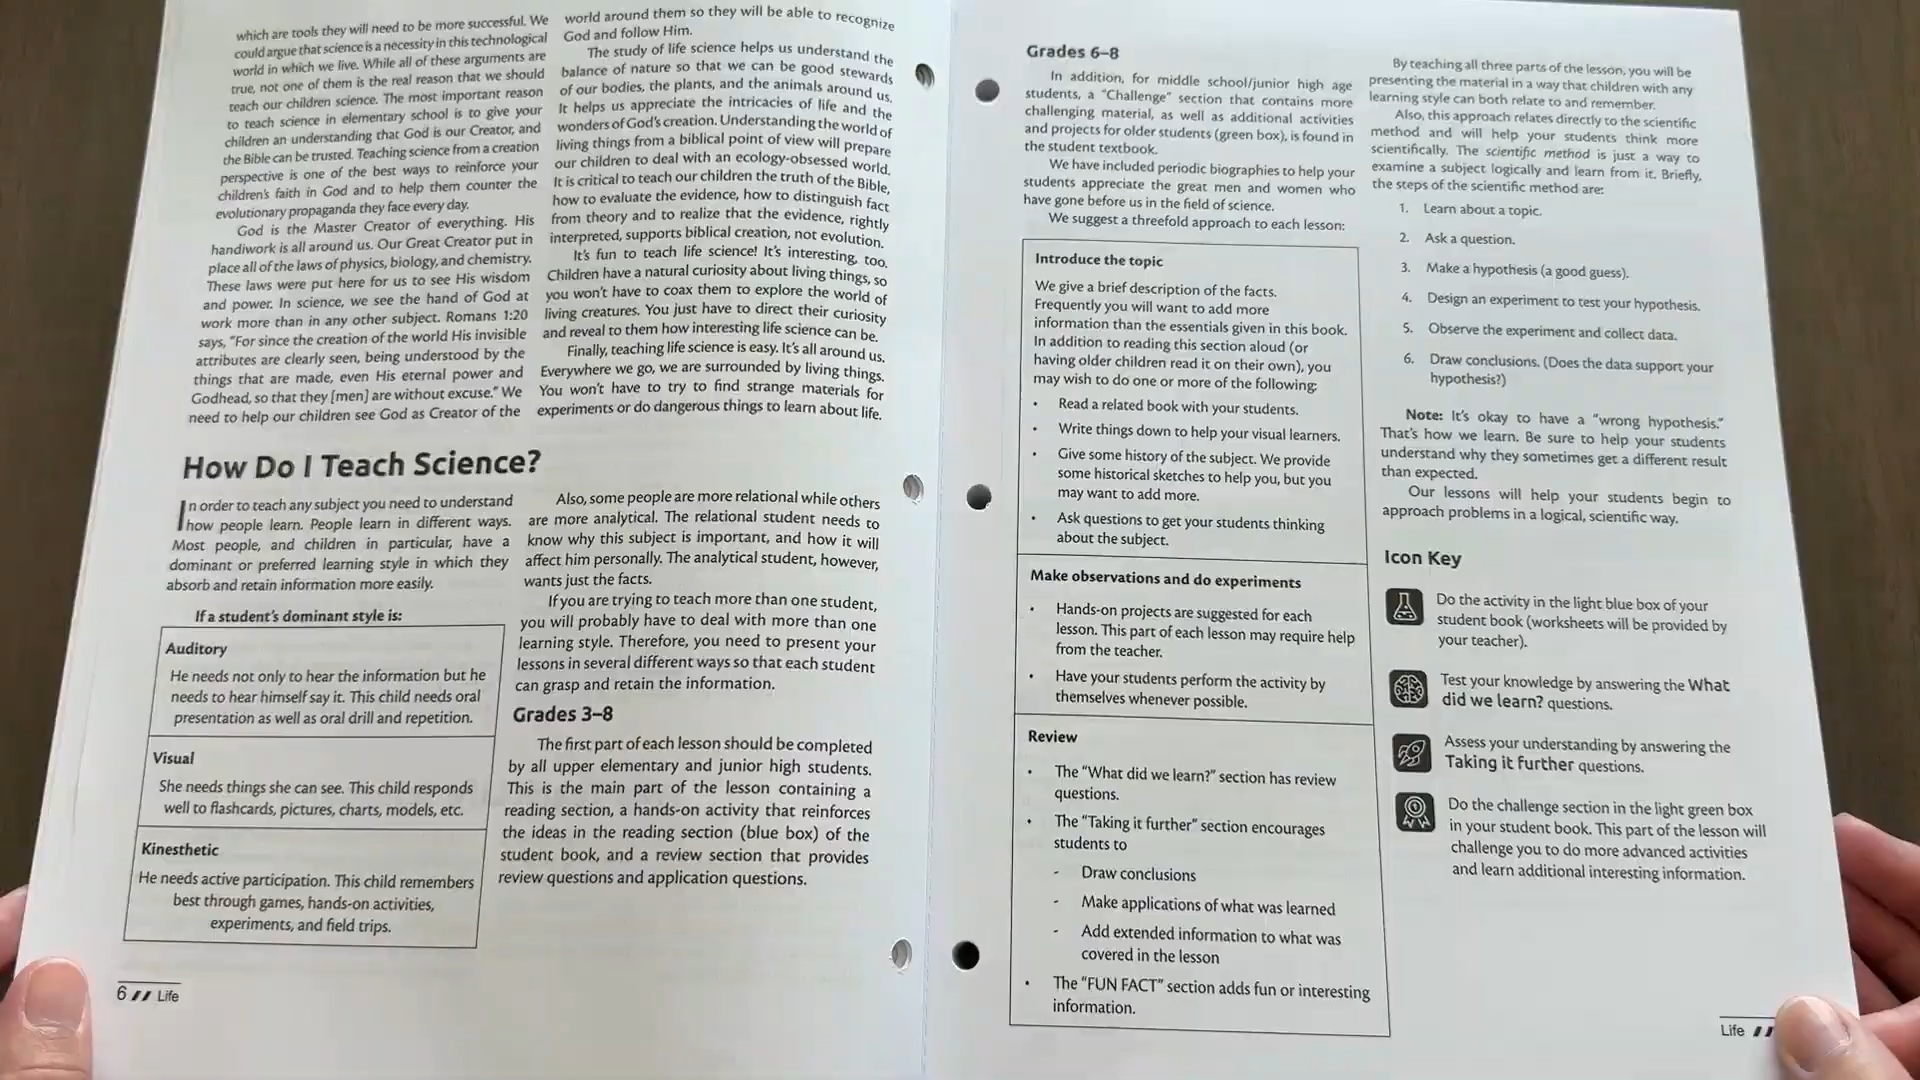 which are tools they will need to be more successful. We
could argue that science is a necessity in this technological
world in which we live. While all of these arguments are
true, not one of them is the real reason that we should
teach our children science. The most important reason
to teach science in elementary school is to give your
children an understanding that God is our Creator, and
the Bible can be trusted. Teaching science from a creation
perspective is one of the best ways to reinforce your
children's faith in God and to help them counter the
evolutionary propaganda they face every day.
God is the Master Creator of everything. His
handiwork is all around us. Our Great Creator put in
place all of the laws of physics, biology, and chemistry.
These laws were put here for us to see His wisdom
and power. In science, we see the hand of God at
work more than in any other subject. Romans 1:20
says, "For since the creation of the world His invisible
attributes are clearly seen, being understood by the
things that are made, even His eternal power and
Godhead, so that they [men] are without excuse." We
need to help our children see God as Creator of the
world around them so they will be able to recognize
God and follow Him.
The study of life science helps us understand the
balance of nature so that we can be good stewards
of our bodies, the plants, and the animals around us.
It helps us appreciate the intricacies of life and the
wonders of God's creation. Understanding the world of
living things from a biblical point of view will prepare
our children to deal with an ecology-obsessed world.
It is critical to teach our children the truth of the Bible,
how to evaluate the evidence, how to distinguish fact
from theory and to realize that the evidence, rightly
interpreted, supports biblical creation, not evolution.
It's fun to teach life science! It's interesting, too.
Children have a natural curiosity about living things, so
you won't have to coax them to explore the world of
living creatures. You just have to direct their curiosity
and reveal to them how interesting life science can be.
Finally, teaching life science is easy. It's all around us.
Everywhere we go, we are surrounded by living things.
You won't have to try to find strange materials for
experiments or do dangerous things to learn about life.
How Do I Teach Science?
In order to teach any subject you need to understand
how people learn. People learn in different ways.
Most people, and children in particular, have a
dominant or preferred learning style in which they
absorb and retain information more easily.
If a student's dominant style is:
Auditory
He needs not only to hear the information but he
needs to hear himself say it. This child needs oral
presentation as well as oral drill and repetition.
Visual
She needs things she can see. This child responds
well to flashcards, pictures, charts, models, etc.
Kinesthetic
He needs active participation. This child remembers
best through games, hands-on activities,
experiments, and field trips.
Also, some people are more relational while others
are more analytical. The relational student needs to
know why this subject is important, and how it will
affect him personally. The analytical student, however,
wants just the facts.
If you are trying to teach more than one student,
you will probably have to deal with more than one
learning style. Therefore, you need to present your
lessons in several different ways so that each student
can grasp and retain the information.
Grades 3–8
The first part of each lesson should be completed
by all upper elementary and junior high students.
This is the main part of the lesson containing a
reading section, a hands-on activity that reinforces
the ideas in the reading section (blue box) of the
student book, and a review section that provides
review questions and application questions.
6 // Life
Grades 6–8
In addition, for middle school/junior high age
students, a "Challenge" section that contains more
challenging material, as well as additional activities
and projects for older students (green box), is found in
the student textbook.
We have included periodic biographies to help your
students appreciate the great men and women who
have gone before us in the field of science.
We suggest a threefold approach to each lesson:
Introduce the topic
We give a brief description of the facts.
Frequently you will want to add more
information than the essentials given in this book.
In addition to reading this section aloud (or
having older children read it on their own), you
may wish to do one or more of the following:
• Read a related book with your students.
• Write things down to help your visual learners.
• Give some history of the subject. We provide
some historical sketches to help you, but you
may want to add more.
• Ask questions to get your students thinking
about the subject.
Make observations and do experiments
• Hands-on projects are suggested for each
lesson. This part of each lesson may require help
from the teacher.
• Have your students perform the activity by
themselves whenever possible.
Review
• The "What did we learn?" section has review
questions.
• The "Taking it further" section encourages
students to
- Draw conclusions
- Make applications of what was learned
- Add extended information to what was
covered in the lesson
• The "FUN FACT" section adds fun or interesting
information.
By teaching all three parts of the lesson, you will be
presenting the material in a way that children with any
learning style can both relate to and remember.
Also, this approach relates directly to the scientific
method and will help your students think more
scientifically. The scientific method is just a way to
examine a subject logically and learn from it. Briefly,
the steps of the scientific method are:
1. Learn about a topic.
2. Ask a question.
3. Make a hypothesis (a good guess).
4. Design an experiment to test your hypothesis.
5. Observe the experiment and collect data.
6. Draw conclusions. (Does the data support your
hypothesis?)
Note: It's okay to have a "wrong hypothesis."
That's how we learn. Be sure to help your students
understand why they sometimes get a different result
than expected.
Our lessons will help your students begin to
approach problems in a logical, scientific way.
Icon Key
Do the activity in the light blue box of your
student book (worksheets will be provided by
your teacher).
Test your knowledge by answering the What
did we learn? questions.
Assess your understanding by answering the
Taking it further questions.
Do the challenge section in the light green box
in your student book. This part of the lesson will
challenge you to do more advanced activities
and learn additional interesting information.
Life //